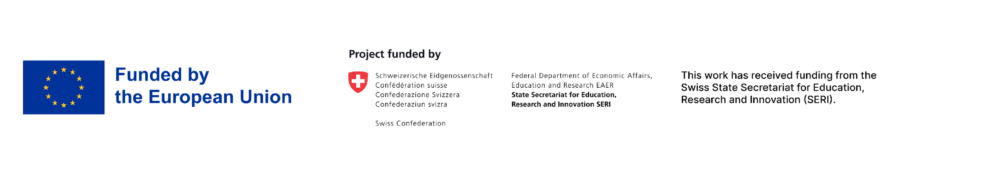 Funded by
the European Union
Project funded by
Schweizerische Eidgenossenschaft
Confédération suisse
Confederazione Svizzera
Confederaziun svizra
Swiss Confederation
Federal Department of Economic Affairs,
Education and Research EAER
State Secretariat for Education,
Research and Innovation SERI
This work has received funding from the
Swiss State Secretariat for Education,
Research and Innovation (SERI).